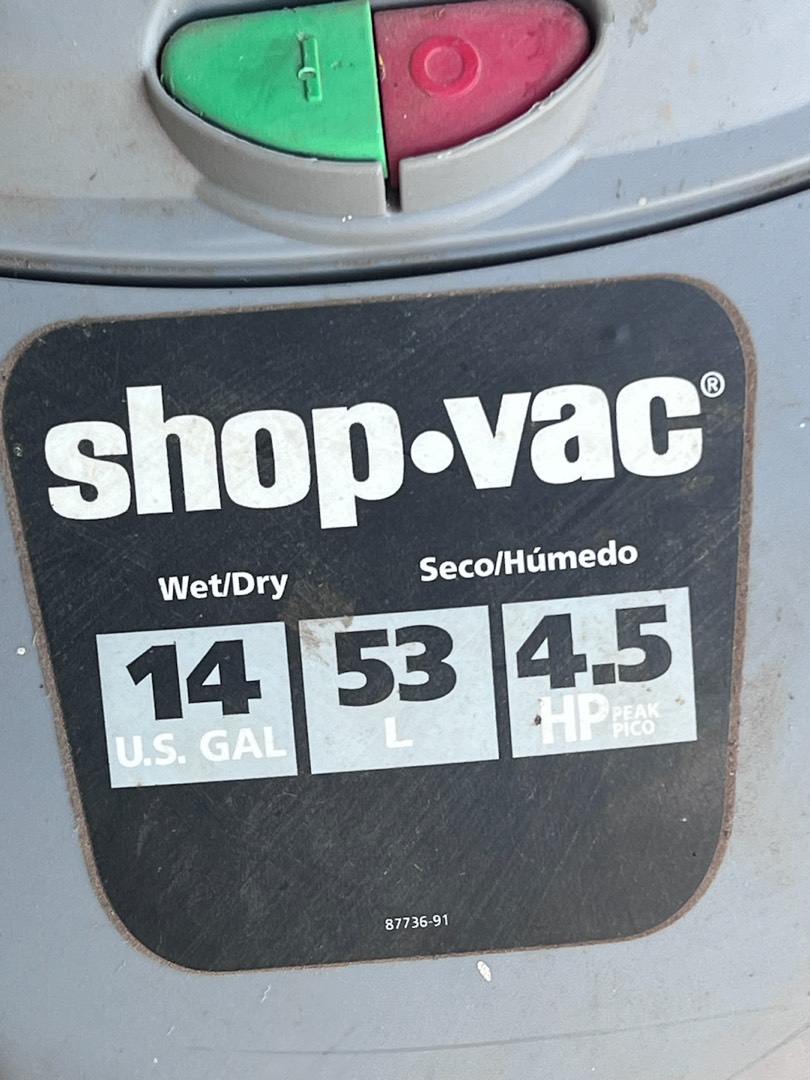 shop•vac®
Wet/Dry Seco/Húmedo
14 53 4.5
U.S. GAL L HP PEAK
PICO
87736-91